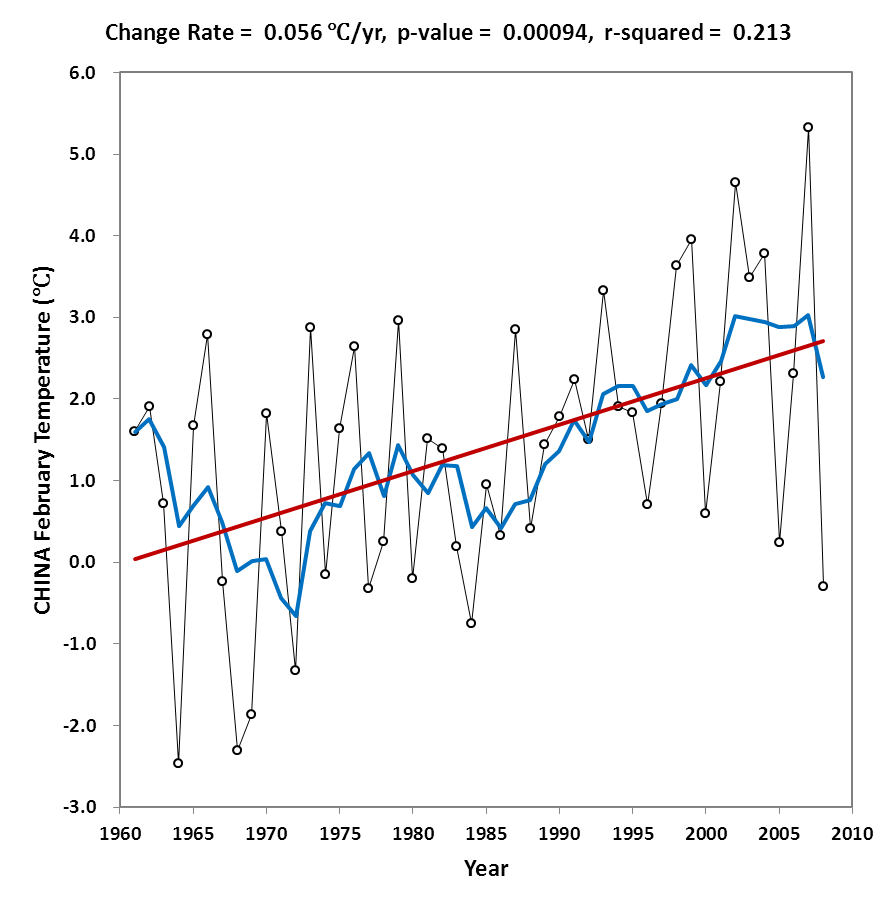 Change Rate = 0.056 ℃/yr, p-value = 0.00094, r-squared = 0.213
6.0
5.0
4.0
3.0
2.0
1.0
0.0
-1.0
-2.0
-3.0
CHINA February Temperature (℃)
1960 1965 1970 1975 1980 1985 1990 1995 2000 2005 2010
Year